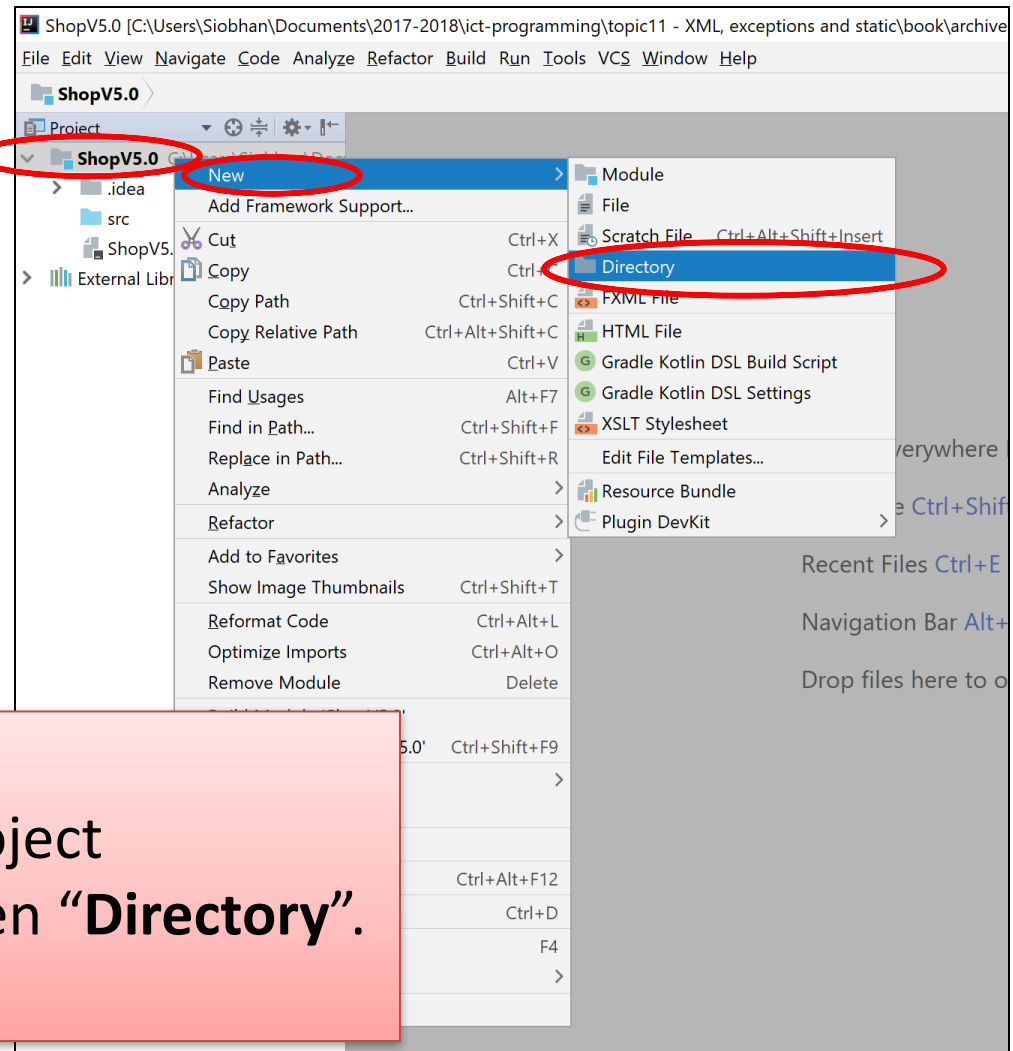 ShopV5.0 [C:\Users\Siobhan\Documents\2017-2018\ict-programming\topic11 - XML, exceptions and static\book\archive
File Edit View Navigate Code Analyze Refactor Build Run Tools VCS Window Help
ShopV5.0
Project
ShopV5.0
.idea
src
ShopV5.
External Libr
New
Add Framework Support...
Cut Ctrl+X
Copy Ctrl+C
Copy Path Ctrl+Shift+C
Copy Relative Path Ctrl+Alt+Shift+C
Paste Ctrl+V
Find Usages Alt+F7
Find in Path... Ctrl+Shift+F
Replace in Path... Ctrl+Shift+R
Analyze
Refactor
Add to Favorites
Show Image Thumbnails Ctrl+Shift+T
Reformat Code Ctrl+Alt+L
Optimize Imports Ctrl+Alt+O
Remove Module Delete
5.0' Ctrl+Shift+F9
Ctrl+Alt+F12
Ctrl+D
F4
Module
File
Scratch File Ctrl+Alt+Shift+Insert
Directory
FXML File
HTML File
Gradle Kotlin DSL Build Script
Gradle Kotlin DSL Settings
XSLT Stylesheet
Edit File Templates...
Resource Bundle
Plugin DevKit
verywhere
e Ctrl+Shif
Recent Files Ctrl+E
Navigation Bar Alt+
Drop files here to o
oject
en “Directory”.